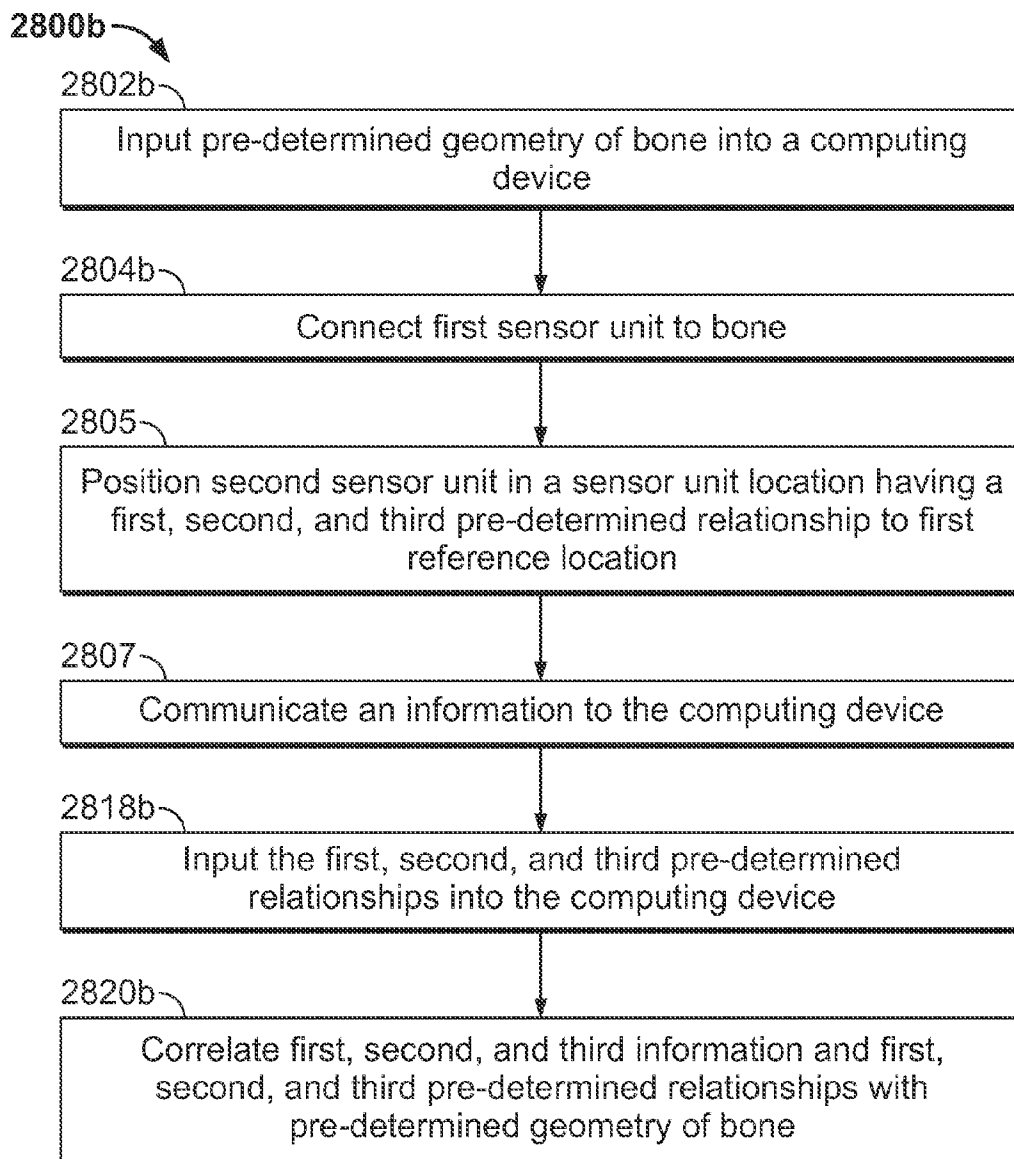 2800b
2802b
Input pre-determined geometry of bone into a computing
device
2804b
Connect first sensor unit to bone
2805
Position second sensor unit in a sensor unit location having a
first, second, and third pre-determined relationship to first
reference location
2807
Communicate an information to the computing device
2818b
Input the first, second, and third pre-determined
relationships into the computing device
2820b
Correlate first, second, and third information and first,
second, and third pre-determined relationships with
pre-determined geometry of bone